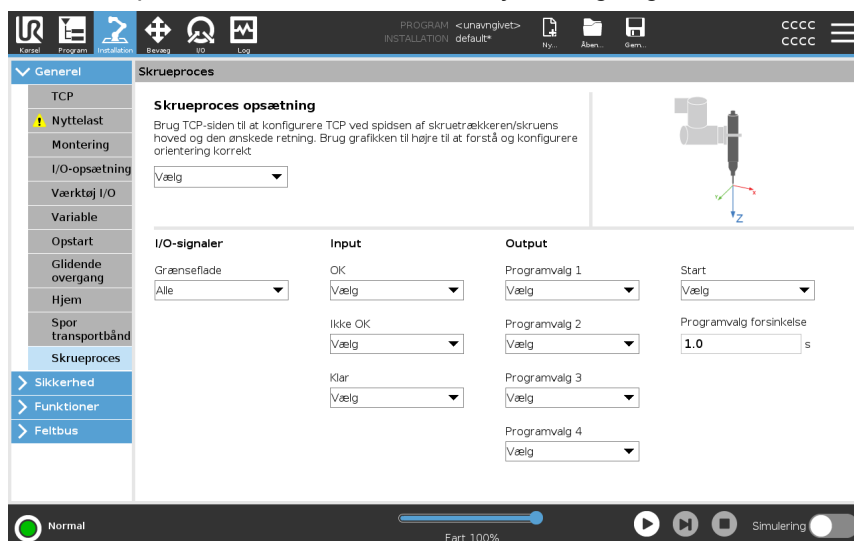 PROGRAM <unavngivet>
INSTALLATION default*
UR
Kørsel
Program
Installation
Bevæg
I/O
Log
Ny...
Åben...
Gem...
cccc
cccc
Generel
TCP
Nyttelast
Montering
I/O-opsætning
Værktøj I/O
Variable
Opstart
Glidende
overgang
Hjem
Spor
transportbånd
Skrueproces
Sikkerhed
Funktioner
Feltbus
Skrueproces
Skrueproces opsætning
Brug TCP-siden til at konfigurere TCP ved spidsen af skruetrækkeren/skruens
hoved og den ønskede retning. Brug grafikken til højre til at forstå og konfigurere
orientering korrekt
Vælg
Y
X
Z
I/O-signaler
Grænseflade
Alle
Input
OK
Vælg
Ikke OK
Vælg
Klar
Vælg
Output
Programvalg 1
Vælg
Programvalg 2
Vælg
Programvalg 3
Vælg
Programvalg 4
Vælg
Start
Vælg
Programvalg forsinkelse
1.0 s
Normal
Fart 100%
Simulering